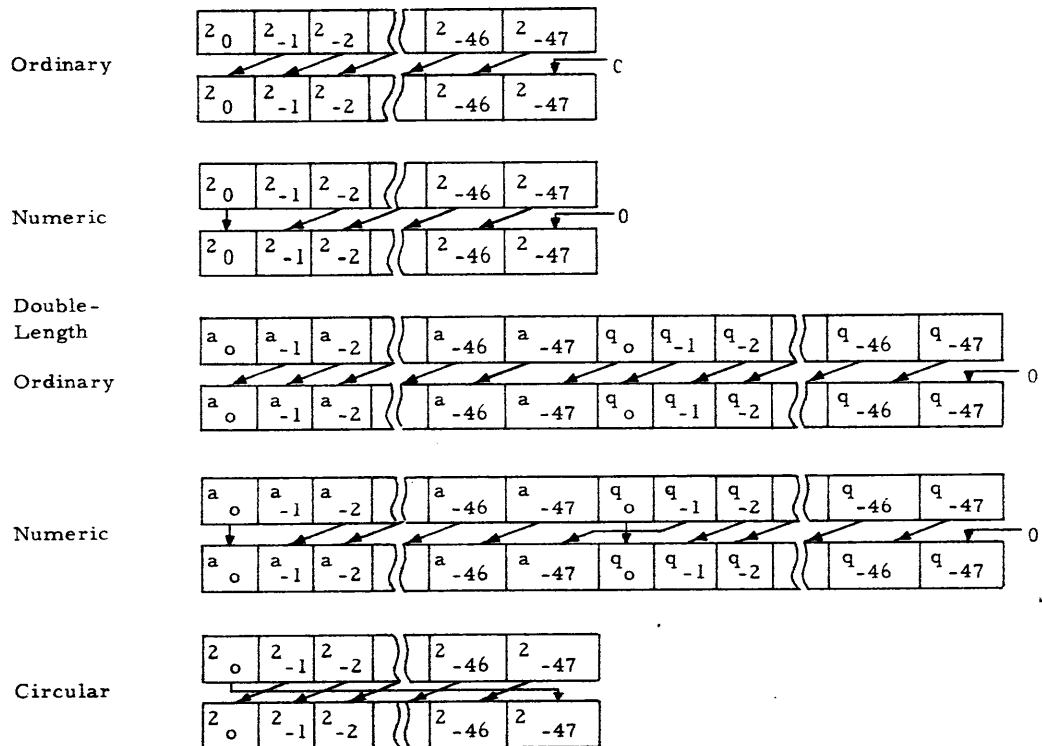 2 0 2 -1 2 -2 2 -46 2 -47
Ordinary C
2 0 2 -1 2 -2 2 -46 2 -47
2 0 2 -1 2 -2 2 -46 2 -47
Numeric 0
2 0 2 -1 2 -2 2 -46 2 -47
Double-
Length
a o a -1 a -2 a -46 a -47 q o q -1 q -2 q -46 q -47
Ordinary 0
a o a -1 a -2 a -46 a -47 q o q -1 q -2 q -46 q -47
a o a -1 a -2 a -46 a -47 q o q -1 q -2 q -46 q -47
Numeric 0
a o a -1 a -2 a -46 a -47 q o q -1 q -2 q -46 q -47
2 o 2 -1 2 -2 2 -46 2 -47
Circular
2 o 2 -1 2 -2 2 -46 2 -47